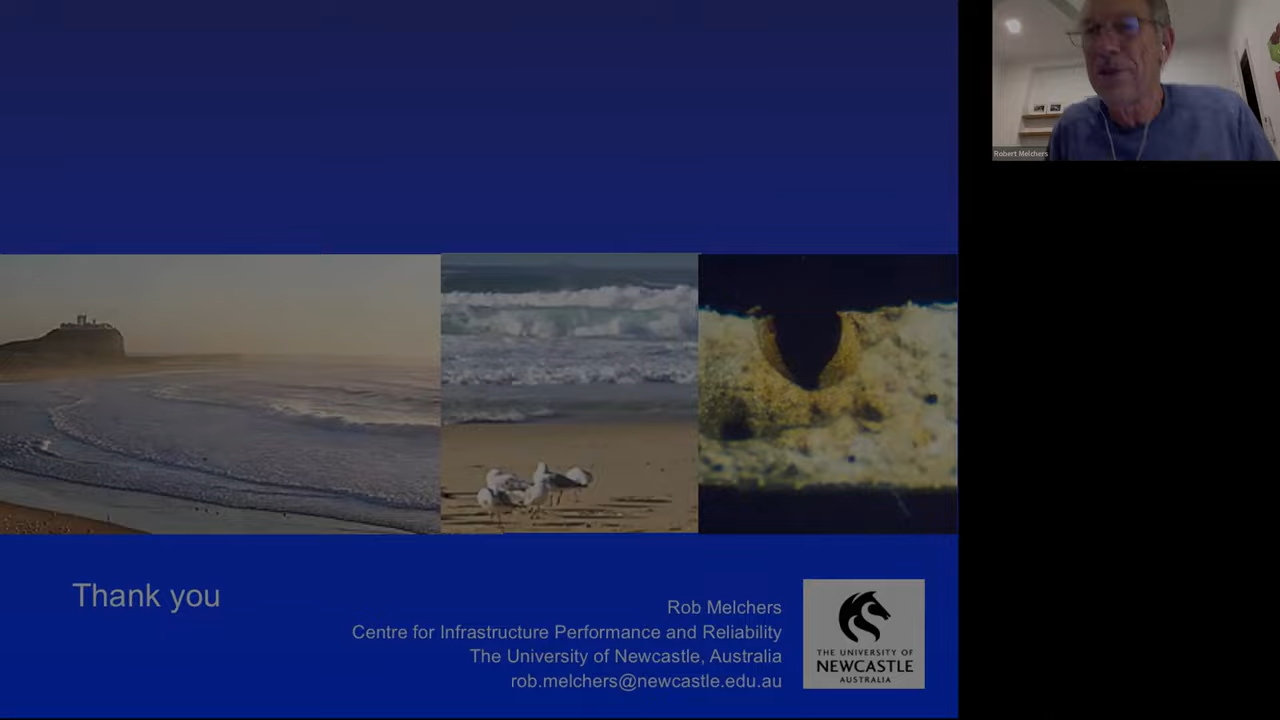 Robert Melchers
Thank you
Rob Melchers
Centre for Infrastructure Performance and Reliability
The University of Newcastle, Australia
rob.melchers@newcastle.edu.au
THE UNIVERSITY OF
NEWCASTLE
AUSTRALIA